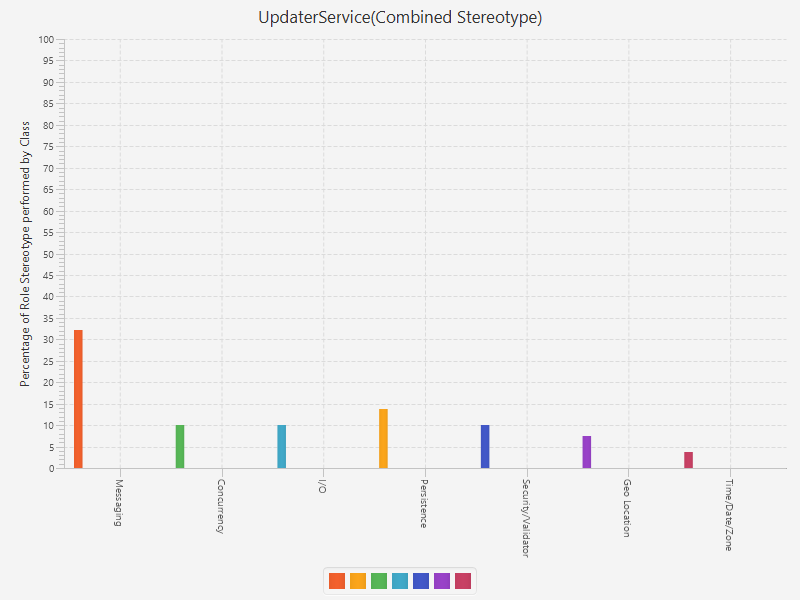 UpdaterService(Combined Stereotype)
Percentage of Role Stereotype performed by Class
100
95
90
85
80
75
70
65
60
55
50
45
40
35
30
25
20
15
10
5
0
Messaging
Concurrency
I/O
Persistence
Security/Validator
Geo Location
Time/Date/Zone